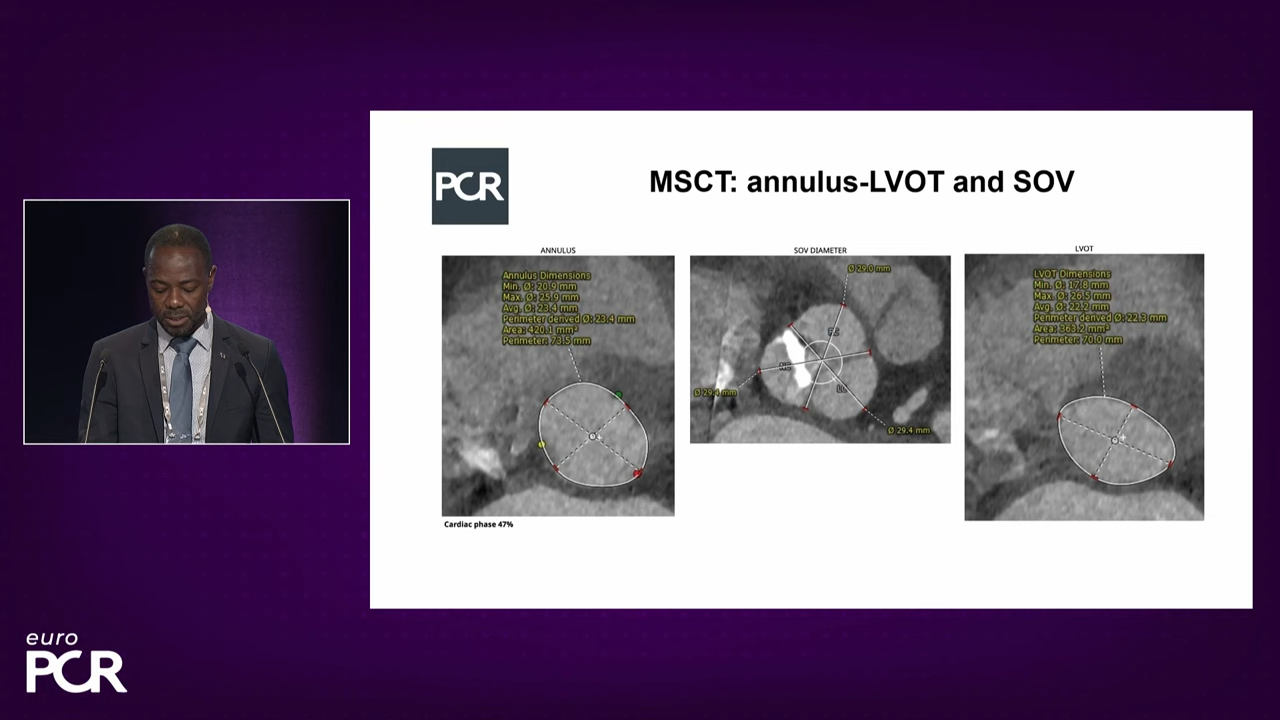 PCR
MSCT: annulus-LVOT and SOV
ANNULUS
Annulus Dimensions
Min. Ø: 20.9 mm
Max. Ø: 25.9 mm
Avg. Ø: 23.4 mm
Perimeter derived Ø: 23.4 mm
Area: 420.1 mm²
Perimeter: 73.5 mm
Cardiac phase 47%
SOV DIAMETER
Ø 29.0 mm
RC
NC
LC
Ø 29.4 mm
LVOT
LVOT Dimensions
Min. Ø: 17.8 mm
Max. Ø: 26.5 mm
Avg. Ø: 22.2 mm
Perimeter derived Ø: 22.3 mm
Area: 363.2 mm²
Perimeter: 70.0 mm
euro
PCR